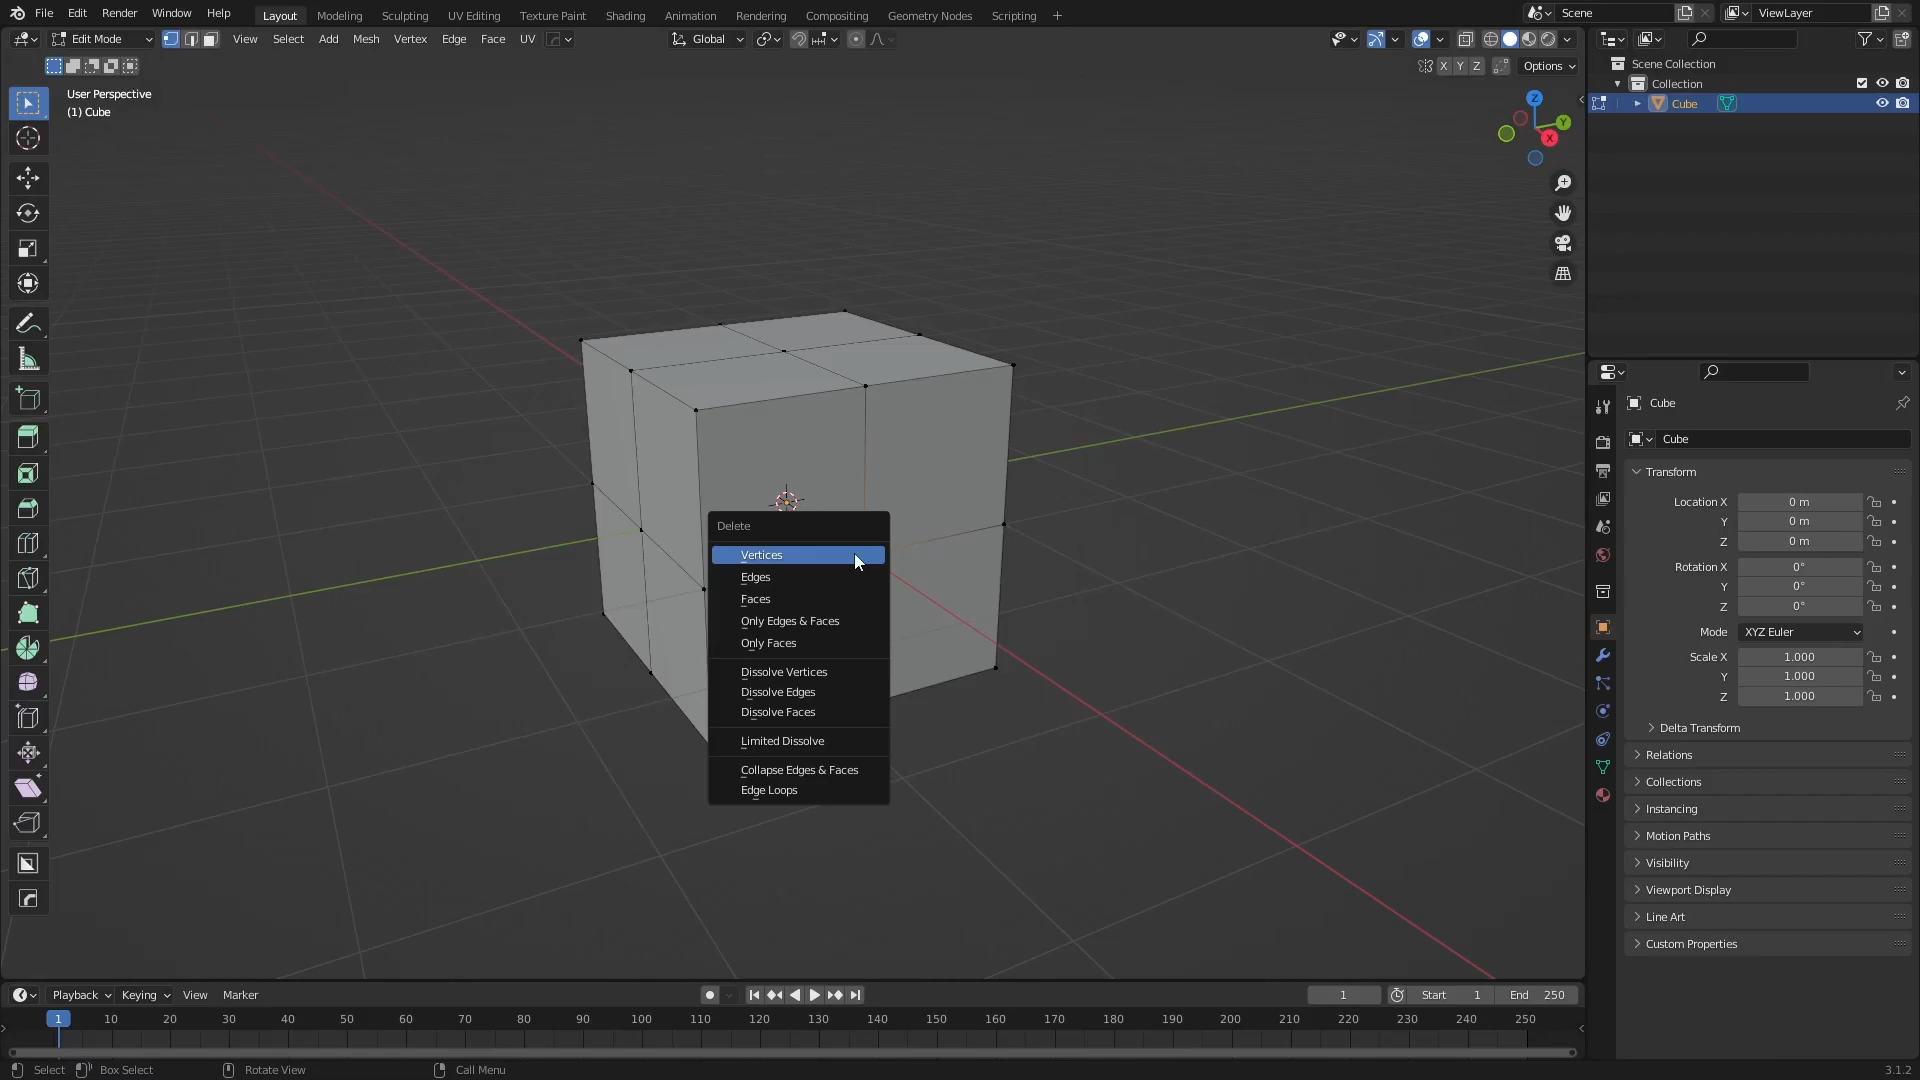 File Edit Render Window Help Layout Modeling Sculpting UV Editing Texture Paint Shading Animation Rendering Compositing Geometry Nodes Scripting + Scene ViewLayer
Edit Mode View Select Add Mesh Vertex Edge Face UV Global
X Y Z Options
User Perspective
(1) Cube
Z
Y
X
Scene Collection
Collection
Cube
Delete
Vertices
Edges
Faces
Only Edges & Faces
Only Faces
Dissolve Vertices
Dissolve Edges
Dissolve Faces
Limited Dissolve
Collapse Edges & Faces
Edge Loops
Cube
Cube
Transform
Location X 0 m
Y 0 m
Z 0 m
Rotation X 0°
Y 0°
Z 0°
Mode XYZ Euler
Scale X 1.000
Y 1.000
Z 1.000
Delta Transform
Relations
Collections
Instancing
Motion Paths
Visibility
Viewport Display
Line Art
Custom Properties
Playback Keying View Marker 1 Start 1 End 250
1 10 20 30 40 50 60 70 80 90 100 110 120 130 140 150 160 170 180 190 200 210 220 230 240 250
Select Box Select Rotate View Call Menu 3.1.2